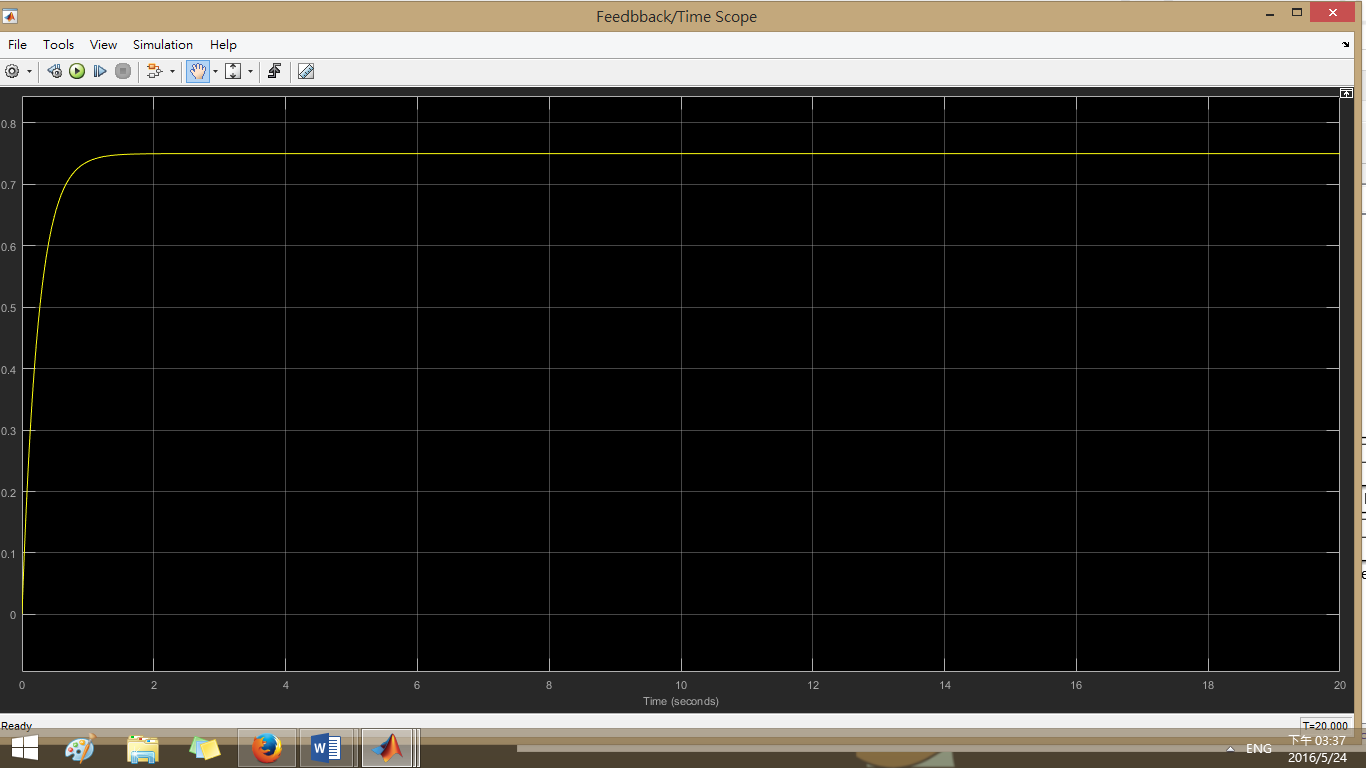 Feedbback/Time Scope
File Tools View Simulation Help
0.8
0.7
0.6
0.5
0.4
0.3
0.2
0.1
0
0 2 4 6 8 10 12 14 16 18 20
Time (seconds)
Ready
T=20.000
ENG
下午 03:37
2016/5/24